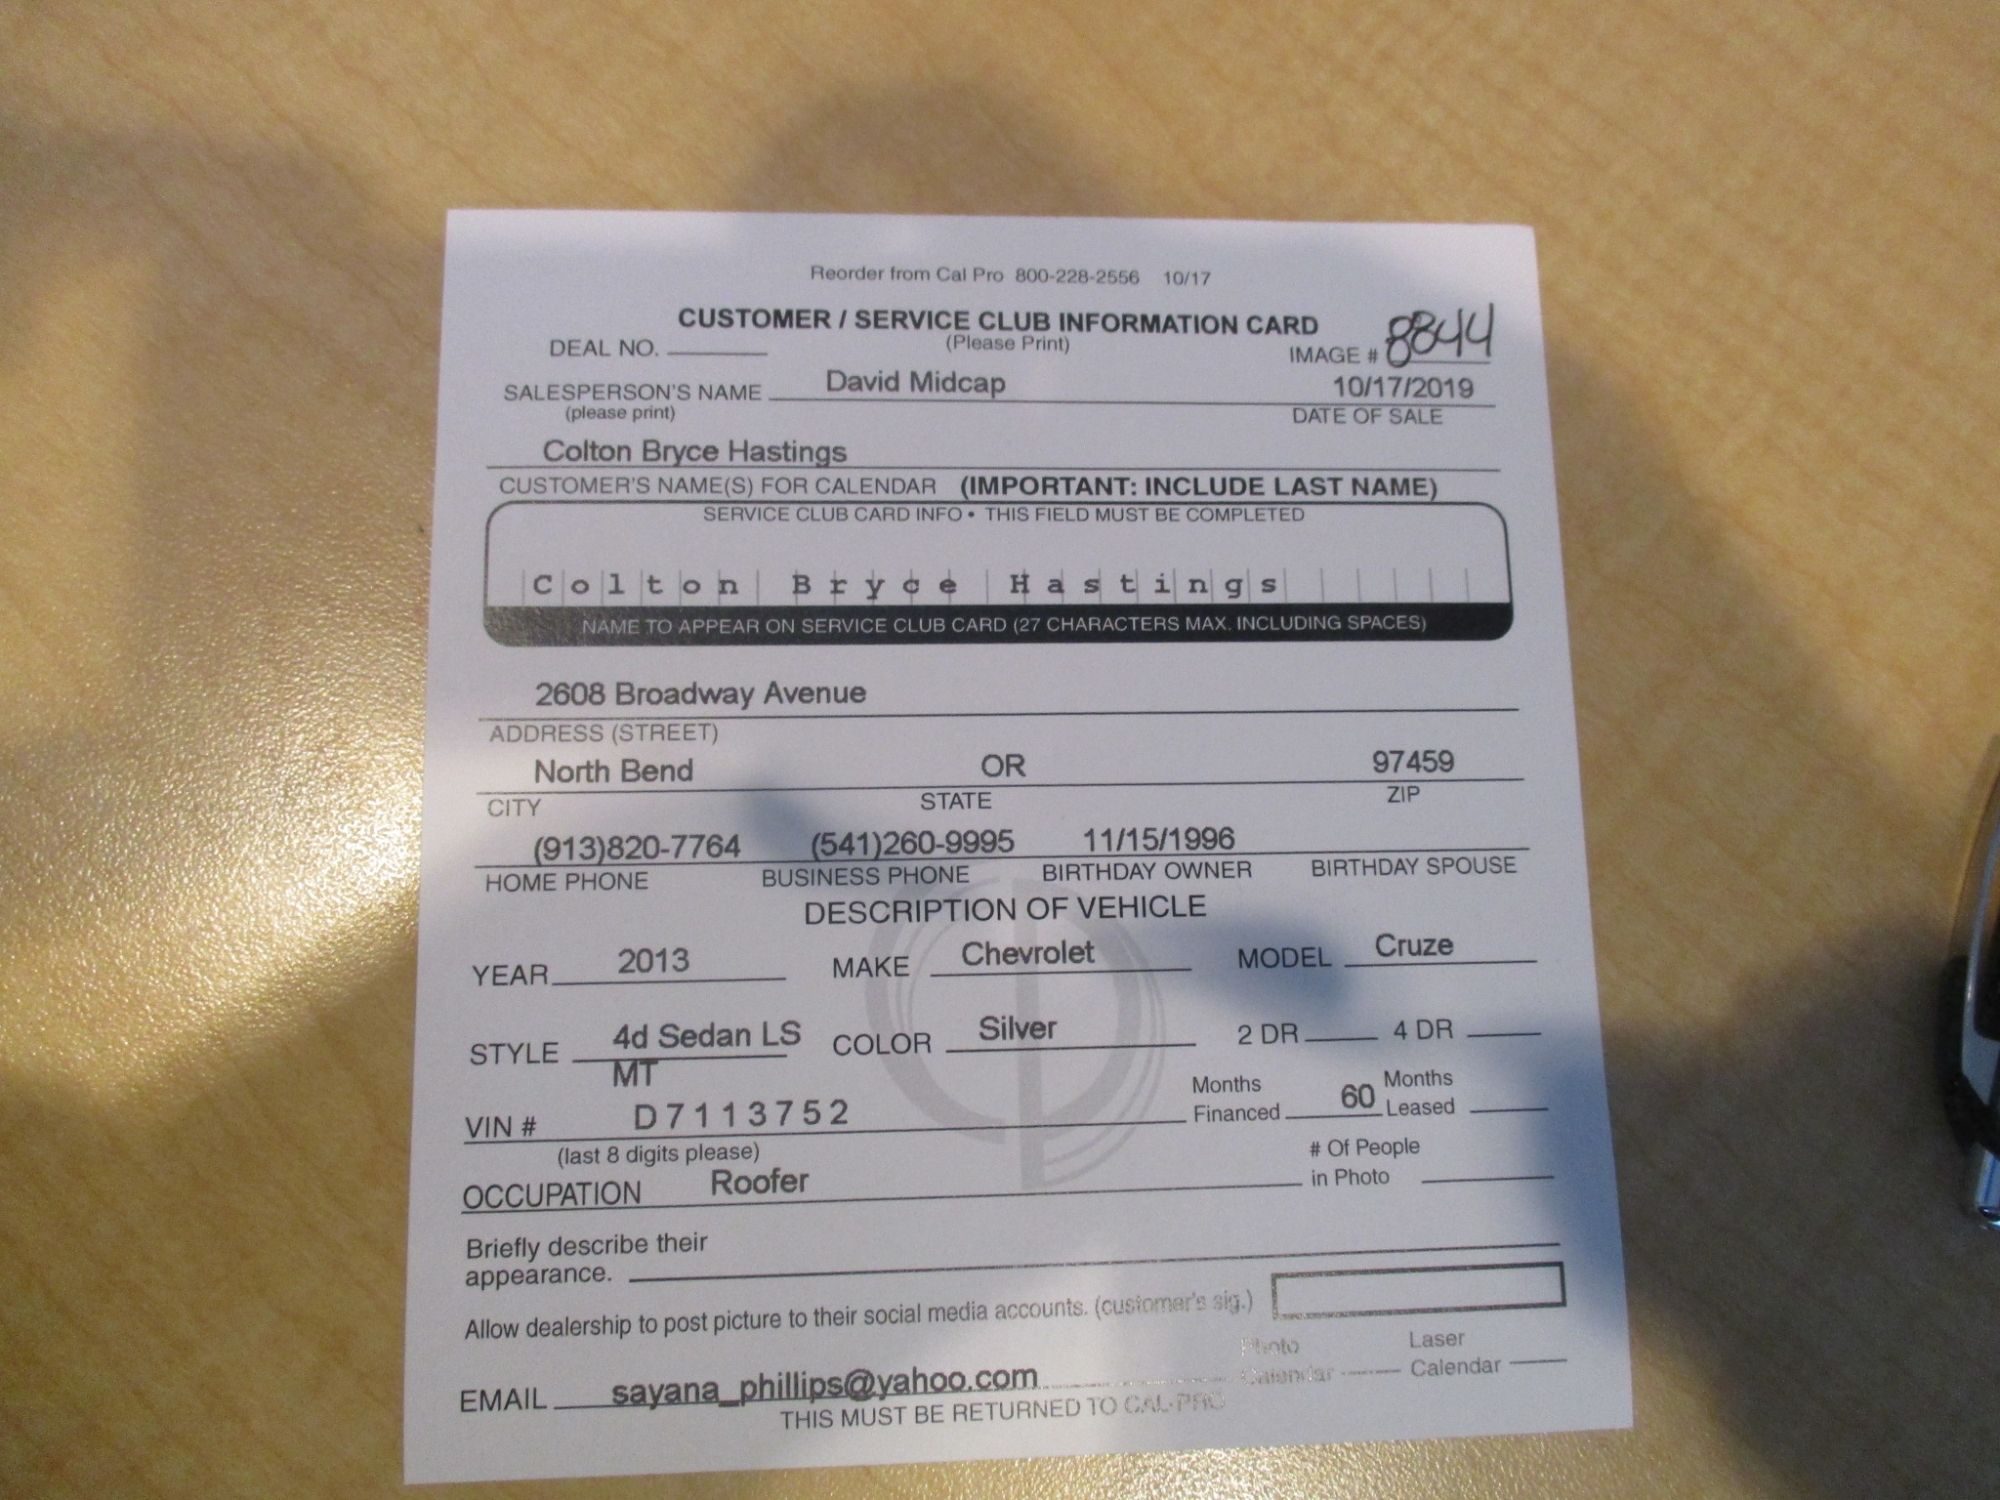 Reorder from Cal Pro 800-228-2556 10/17
CUSTOMER / SERVICE CLUB INFORMATION CARD
(Please Print)
DEAL NO. IMAGE # 8844
SALESPERSON'S NAME David Midcap 10/17/2019
(please print) DATE OF SALE
Colton Bryce Hastings
CUSTOMER'S NAME(S) FOR CALENDAR (IMPORTANT: INCLUDE LAST NAME)
SERVICE CLUB CARD INFO • THIS FIELD MUST BE COMPLETED
Colton Bryce Hastings
NAME TO APPEAR ON SERVICE CLUB CARD (27 CHARACTERS MAX. INCLUDING SPACES)
2608 Broadway Avenue
ADDRESS (STREET)
North Bend OR 97459
CITY STATE ZIP
(913)820-7764 (541)260-9995 11/15/1996
HOME PHONE BUSINESS PHONE BIRTHDAY OWNER BIRTHDAY SPOUSE
DESCRIPTION OF VEHICLE
YEAR 2013 MAKE Chevrolet MODEL Cruze
STYLE 4d Sedan LS COLOR Silver 2 DR 4 DR
MT
Months Months
VIN # D7113752 Financed 60 Leased
(last 8 digits please) # Of People
OCCUPATION Roofer in Photo
Briefly describe their
appearance.
Allow dealership to post picture to their social media accounts. (customer's sig.)
Photo Laser
Calendar Calendar
EMAIL sayana_phillips@yahoo.com
THIS MUST BE RETURNED TO CAL-PRO